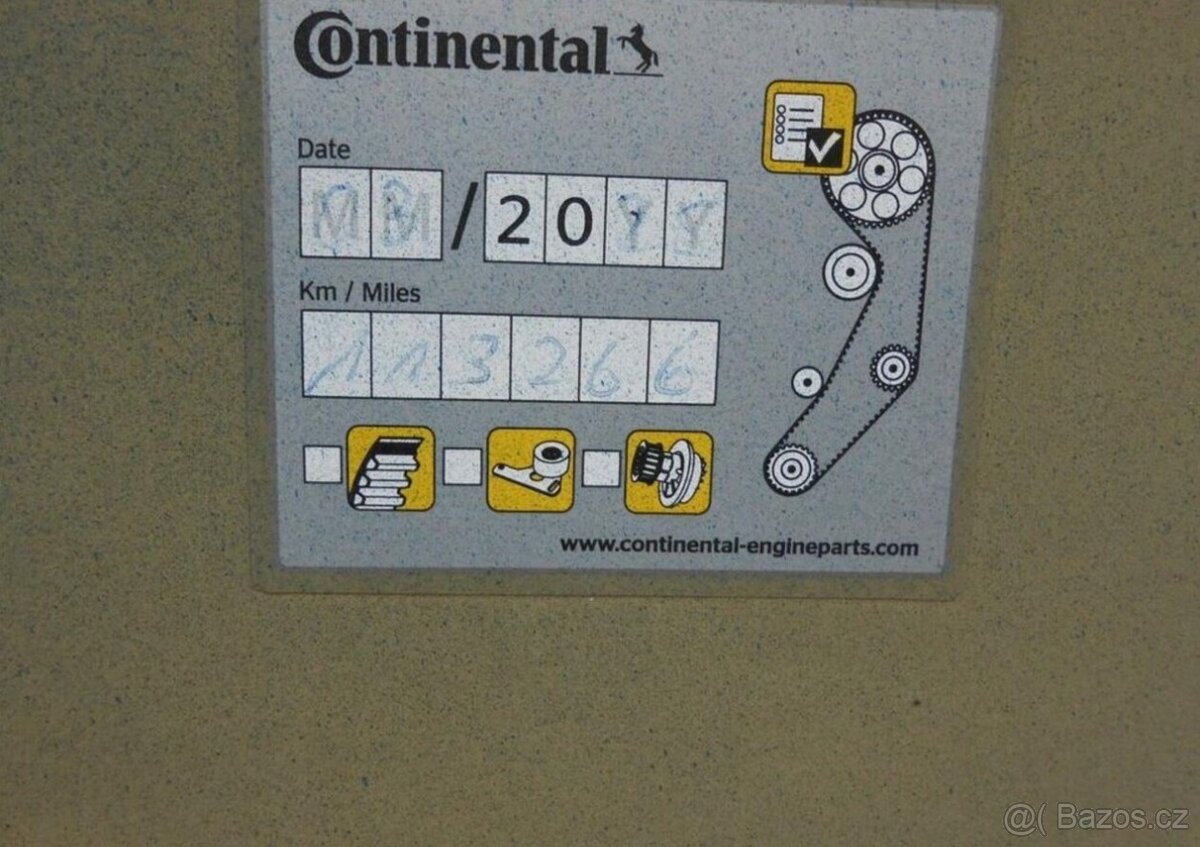 Continental
Date
/20
Km / Miles
113266
www.continental-engineparts.com
@( Bazos.cz